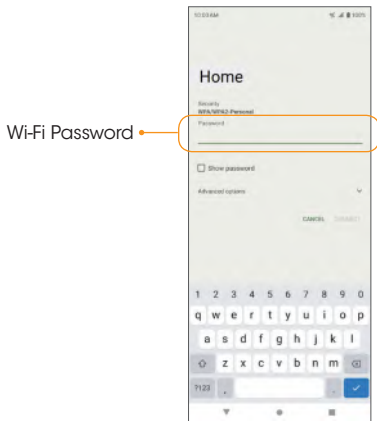 10:03 AM 100%
Home
Security
WPA/WPA2-Personal
Wi-Fi Password
Password
Show password
Advanced options
CANCEL CONNECT
1 2 3 4 5 6 7 8 9 0
q w e r t y u i o p
a s d f g h j k l
z x c v b n m
?123 , .